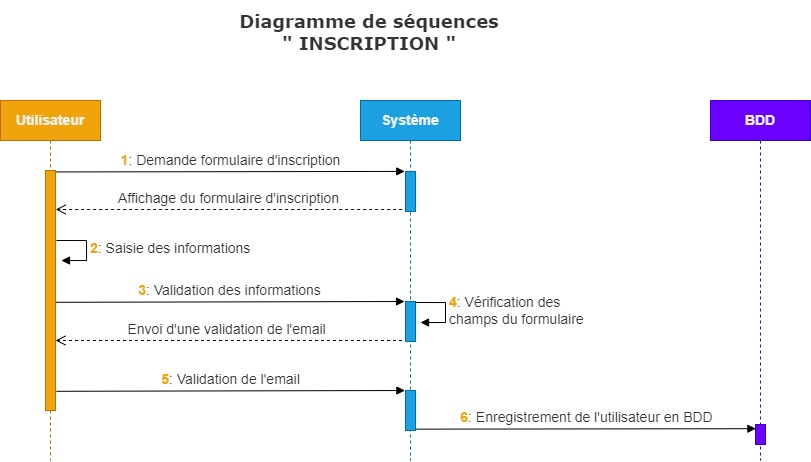 Diagramme de séquences
" INSCRIPTION "
Utilisateur
Système
BDD
1: Demande formulaire d'inscription
Affichage du formulaire d'inscription
2: Saisie des informations
3: Validation des informations
4: Vérification des
champs du formulaire
Envoi d'une validation de l'email
5: Validation de l'email
6: Enregistrement de l'utilisateur en BDD